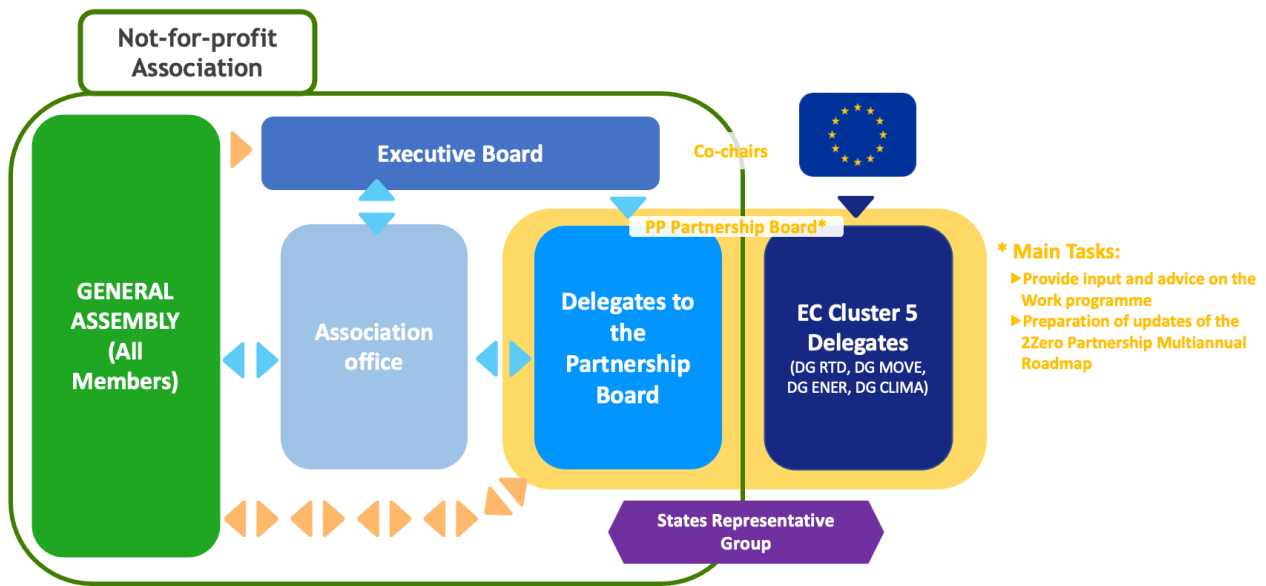 Not-for-profit
Association
Executive Board
Co-chairs
PP Partnership Board*
GENERAL
ASSEMBLY
(All
Members)
Association
office
Delegates to
the
Partnership
Board
EC Cluster 5
Delegates
(DG RTD, DG MOVE,
DG ENER, DG CLIMA)
* Main Tasks:
▶Provide input and advice on the
Work programme
▶Preparation of updates of the
2Zero Partnership Multiannual
Roadmap
States Representative
Group